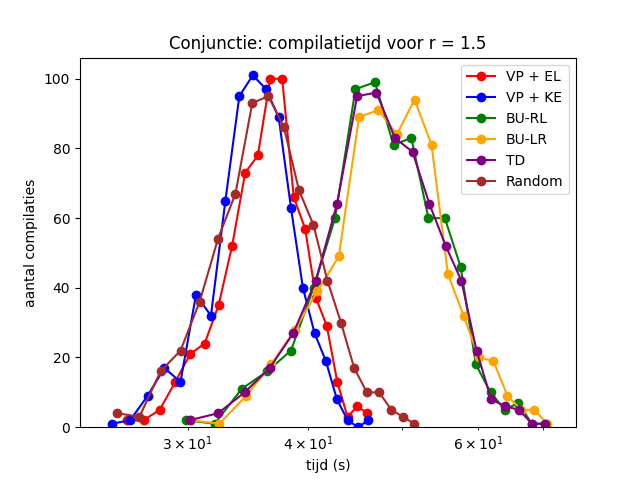 Conjunctie: compilatietijd voor r = 1.5
100
80
60
40
20
0
aantal compilaties
VP + EL
VP + KE
BU-RL
BU-LR
TD
Random
3 × 10¹
4 × 10¹
6 × 10¹
tijd (s)